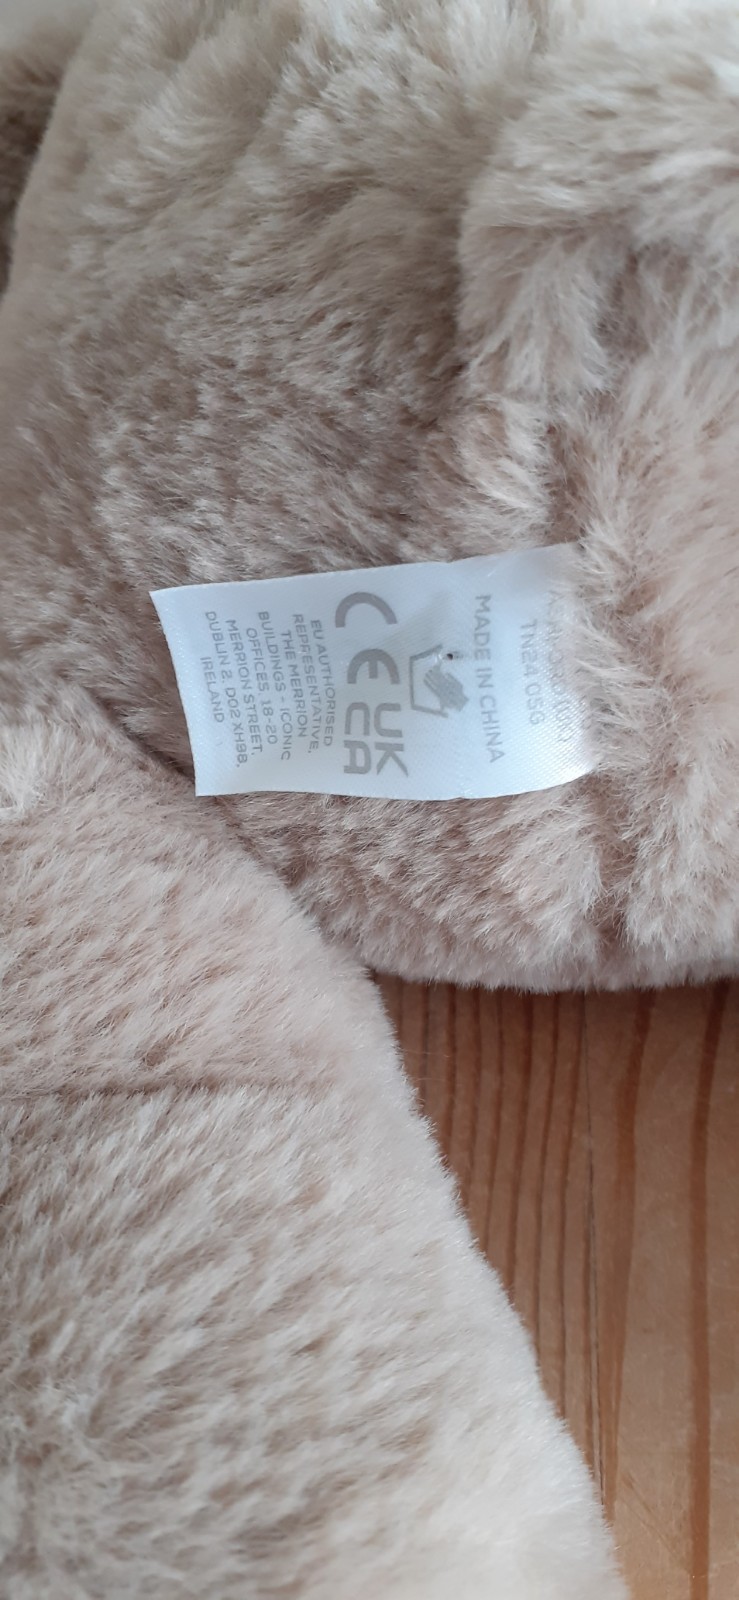 TN24 0SG
MADE IN CHINA
UK
CA
CE
EU AUTHORISED
REPRESENTATIVE,
THE MERRION
BUILDINGS - ICONIC
OFFICES, 18-20
MERRION STREET,
DUBLIN 2, D02 XH98,
IRELAND